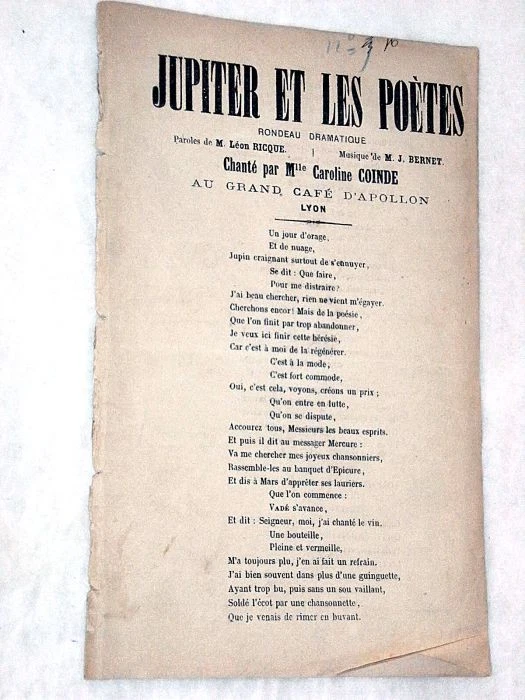 JUPITER ET LES POÈTES
RONDEAU DRAMATIQUE
Paroles de M. Léon RICQUE. | Musique de M. J. BERNET.
Chanté par Mlle Caroline COINDE
AU GRAND CAFÉ D'APOLLON
LYON
Un jour d'orage,
Et de nuage,
Jupin craignant surtout de s'ennuyer,
Se dit : Que faire,
Pour me distraire?
J'ai beau chercher, rien ne vient m'égayer.
Cherchons encor! Mais de la poésie,
Que l'on finit par trop abandonner,
Je veux ici finir cette hérésie,
Car c'est à moi de la régénérer.
C'est à la mode;
C'est fort commode,
Oui, c'est cela, voyons, créons un prix ;
Qu'on entre en lutte,
Qu'on se dispute,
Accourez tous, Messieurs les beaux esprits.
Et puis il dit au messager Mercure :
Va me chercher mes joyeux chansonniers,
Rassemble-les au banquet d'Epicure,
Et dis à Mars d'apprêter ses lauriers.
Que l'on commence :
VADÉ s'avance,
Et dit : Seigneur, moi, j'ai chanté le vin.
Une bouteille,
Pleine et vermeille,
M'a toujours plu, j'en ai fait un refrain.
J'ai bien souvent dans plus d'une guinguette,
Ayant trop bu, puis sans un sou vaillant,
Soldé l'écot par une chansonnette,
Que je venais de rimer en buvant.